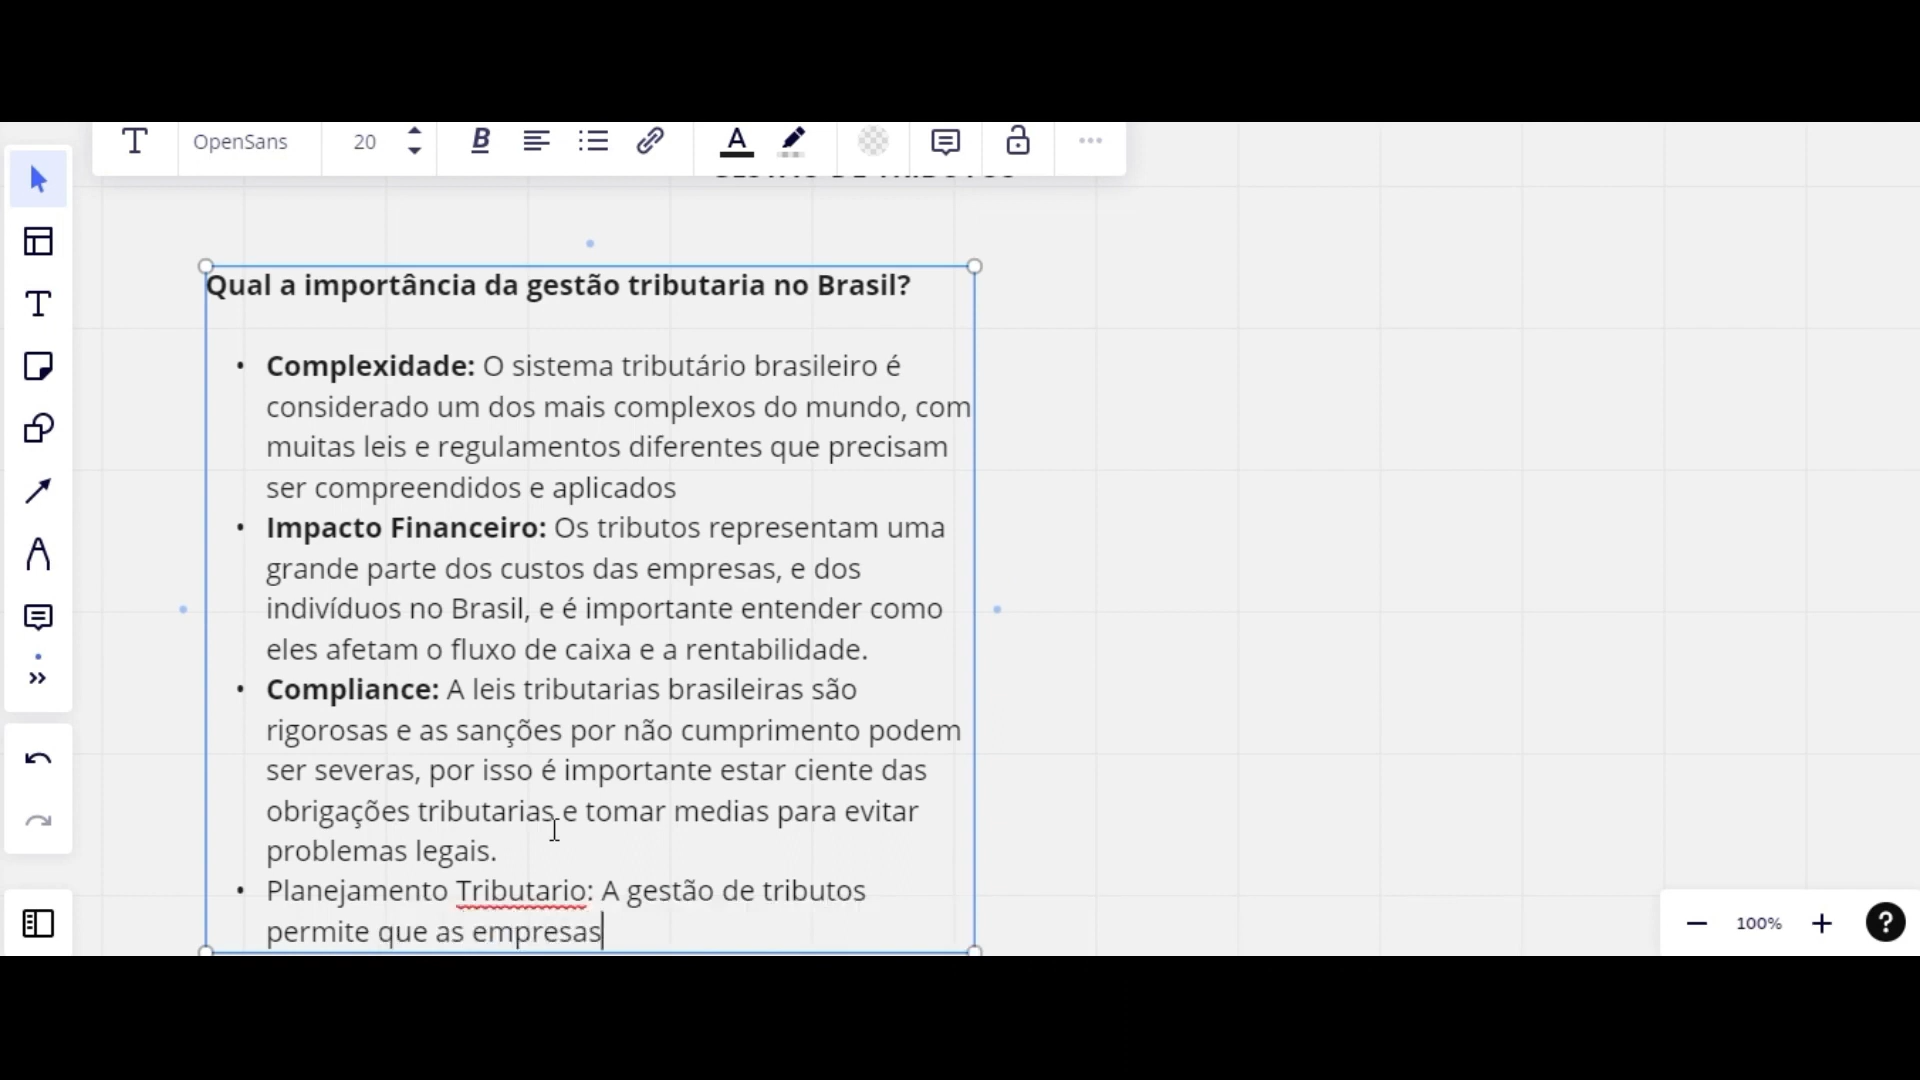 OpenSans
20
Qual a importância da gestão tributaria no Brasil?
• Complexidade: O sistema tributário brasileiro é
considerado um dos mais complexos do mundo, com
muitas leis e regulamentos diferentes que precisam
ser compreendidos e aplicados
• Impacto Financeiro: Os tributos representam uma
grande parte dos custos das empresas, e dos
indivíduos no Brasil, e é importante entender como
eles afetam o fluxo de caixa e a rentabilidade.
• Compliance: A leis tributarias brasileiras são
rigorosas e as sanções por não cumprimento podem
ser severas, por isso é importante estar ciente das
obrigações tributarias e tomar medias para evitar
problemas legais.
• Planejamento Tributario: A gestão de tributos
permite que as empresas
100%